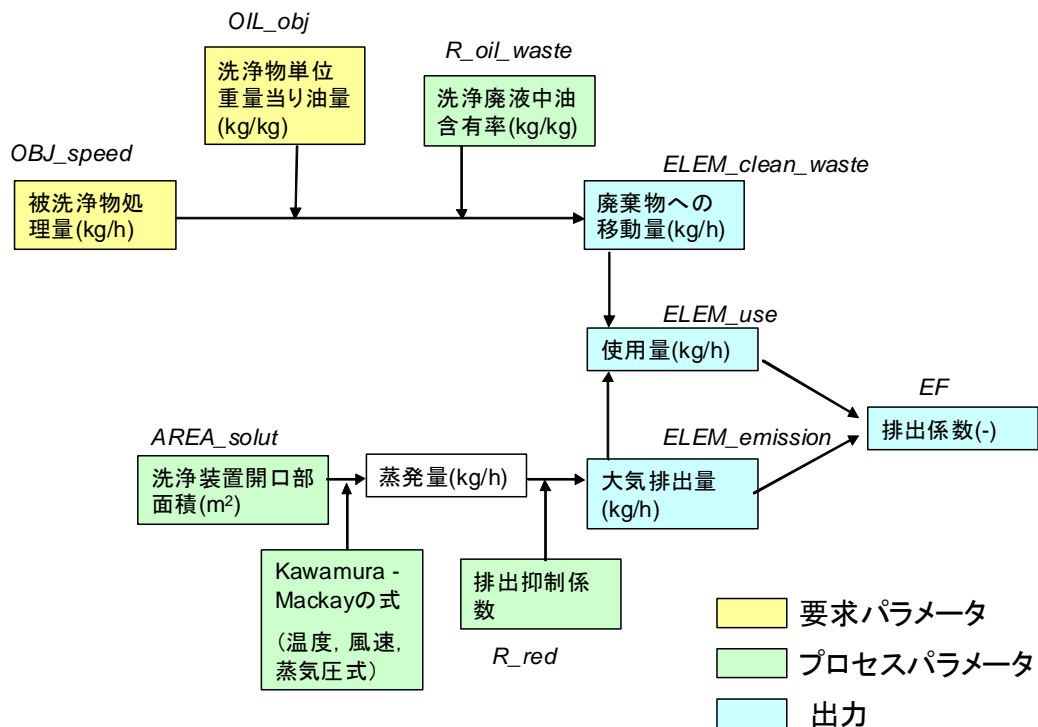 OIL_obj
洗浄物単位
重量当り油量
(kg/kg)
R_oil_waste
洗浄廃液中油
含有率(kg/kg)
OBJ_speed
被洗浄物処
理量(kg/h)
ELEM_clean_waste
廃棄物への
移動量(kg/h)
ELEM_use
使用量(kg/h)
EF
排出係数(-)
AREA_solut
洗浄装置開口部
面積(m²)
蒸発量(kg/h)
ELEM_emission
大気排出量
(kg/h)
Kawamura -
Mackayの式
（温度, 風速,
蒸気圧式）
排出抑制係
数
R_red
要求パラメータ
プロセスパラメータ
出力